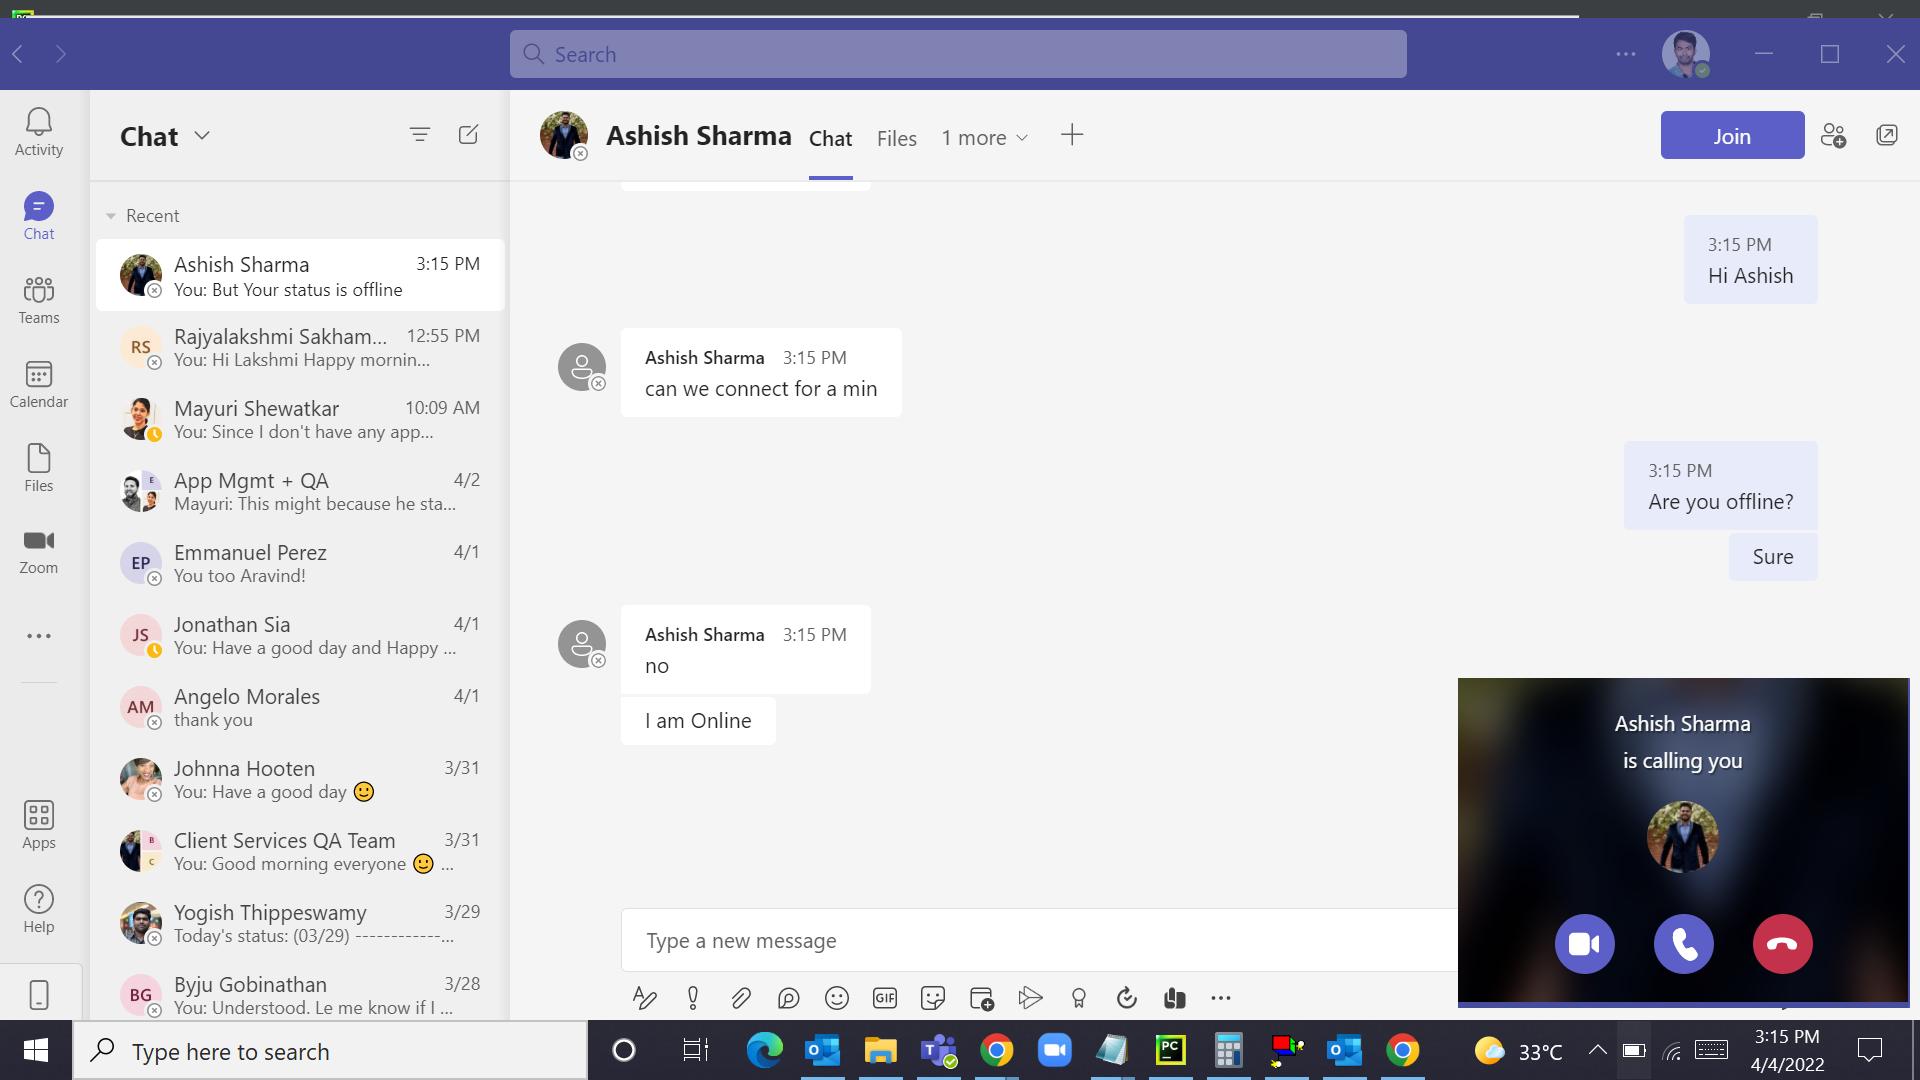 Search
Activity
Chat
Teams
Calendar
Files
Zoom
Apps
Help
Chat
Recent
Ashish Sharma 3:15 PM
You: But Your status is offline
RS
Rajyalakshmi Sakham... 12:55 PM
You: Hi Lakshmi Happy mornin...
Mayuri Shewatkar 10:09 AM
You: Since I don't have any app...
E
App Mgmt + QA 4/2
Mayuri: This might because he sta...
EP
Emmanuel Perez 4/1
You too Aravind!
JS
Jonathan Sia 4/1
You: Have a good day and Happy ...
AM
Angelo Morales 4/1
thank you
Johnna Hooten 3/31
You: Have a good day 🙂
B
C
Client Services QA Team 3/31
You: Good morning everyone 🙂 ...
Yogish Thippeswamy 3/29
Today's status: (03/29) ------------...
BG
Byju Gobinathan 3/28
You: Understood. Le me know if I ...
Ashish Sharma Chat Files 1 more
Join
3:15 PM
Hi Ashish
Ashish Sharma 3:15 PM
can we connect for a min
3:15 PM
Are you offline?
Sure
Ashish Sharma 3:15 PM
no
I am Online
Ashish Sharma
is calling you
Type a new message
GIF
Type here to search
PC
33°C
3:15 PM
4/4/2022